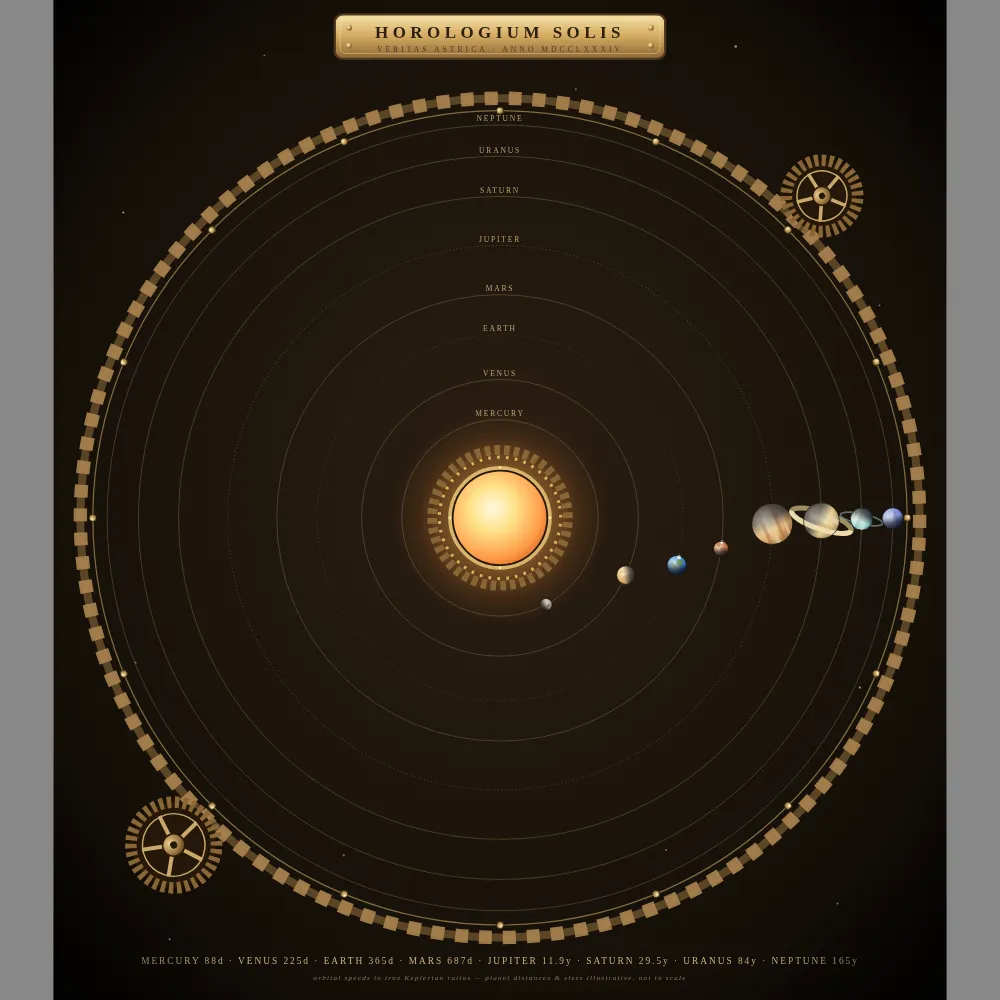 HOROLOGIUM SOLIS
VERITAS ASTRICA · ANNO MDCCLXXXIV
NEPTUNE
URANUS
SATURN
JUPITER
MARS
EARTH
VENUS
MERCURY
MERCURY 88d · VENUS 225d · EARTH 365d · MARS 687d · JUPITER 11.9y · SATURN 29.5y · URANUS 84y · NEPTUNE 165y
orbital speeds to true Keplerian ratios — planet distances & sizes illustrative, not to scale